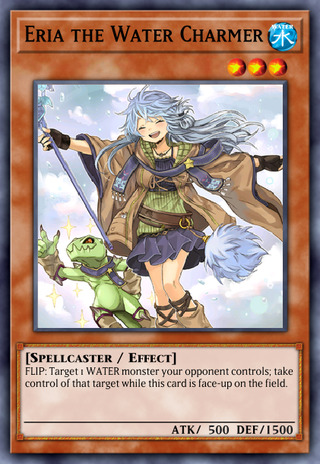 Eria the Water Charmer
WATER
水
[Spellcaster / Effect]
FLIP: Target 1 WATER monster your opponent controls; take
control of that target while this card is face-up on the field.
ATK/ 500 DEF/1500